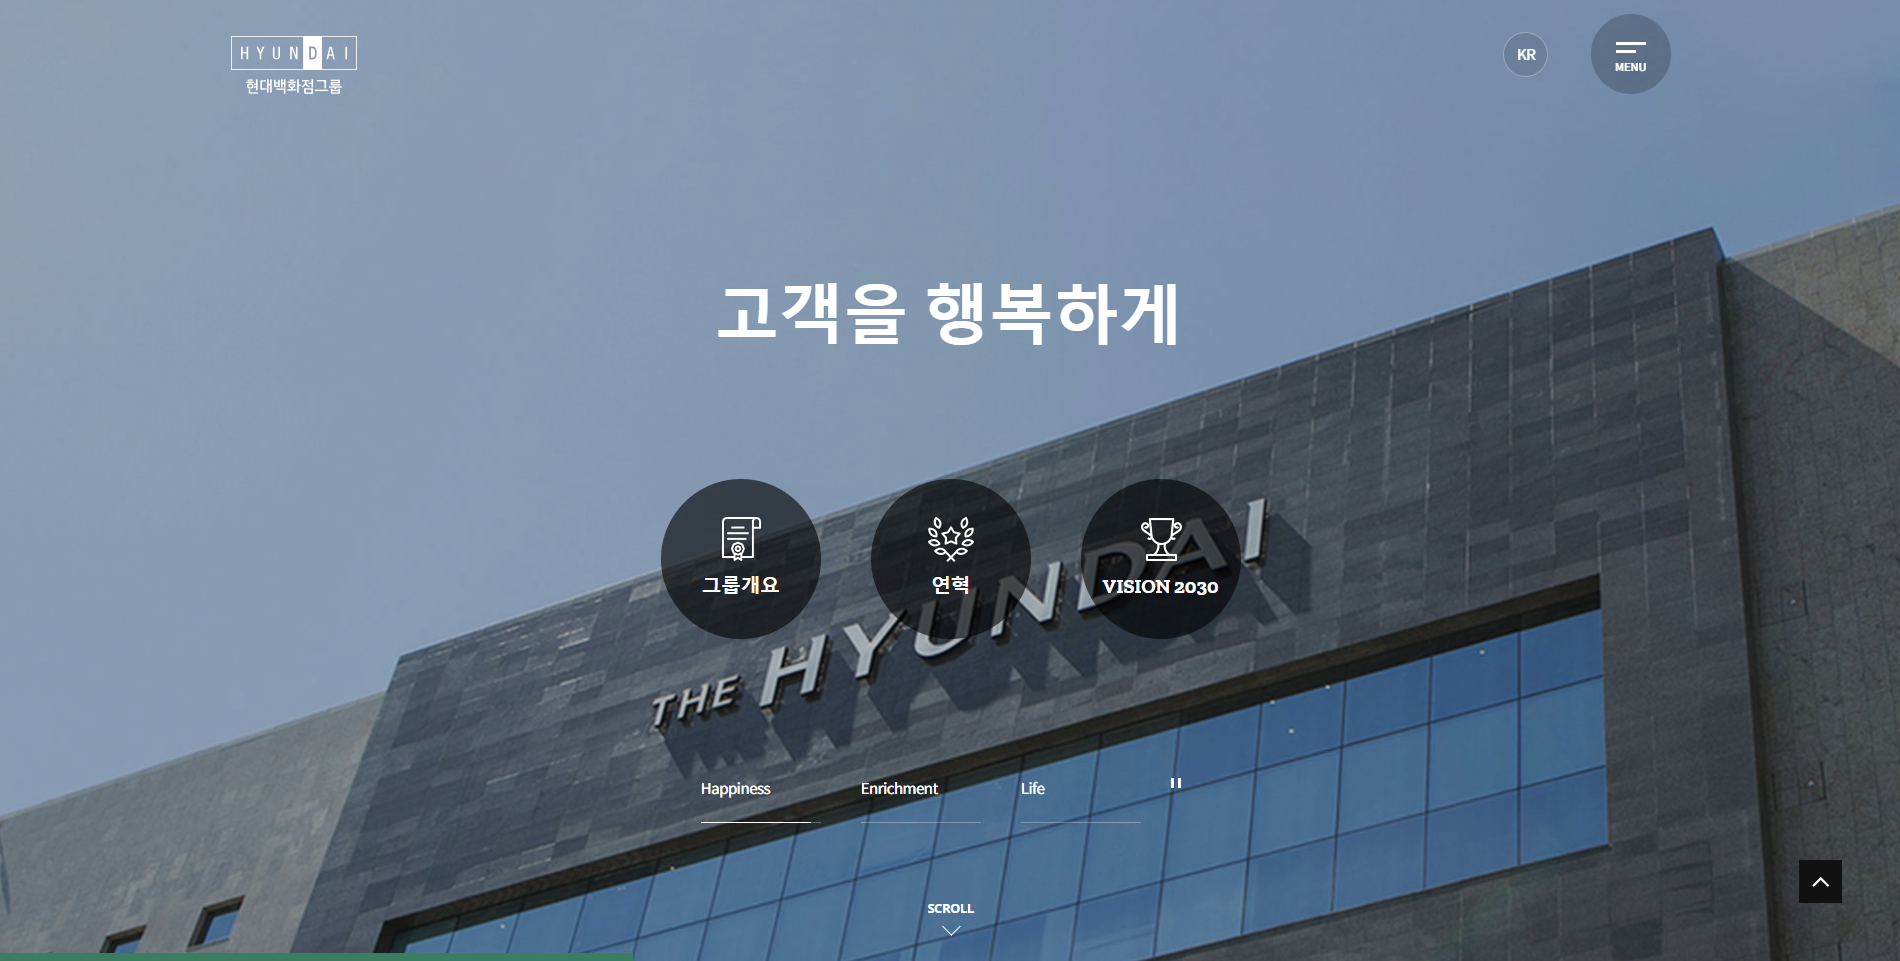 HYUNDAI
현대백화점그룹
KR
MENU
고객을 행복하게
그룹개요
연혁
VISION 2030
THE HYUNDAI
Happiness
Enrichment
Life
SCROLL